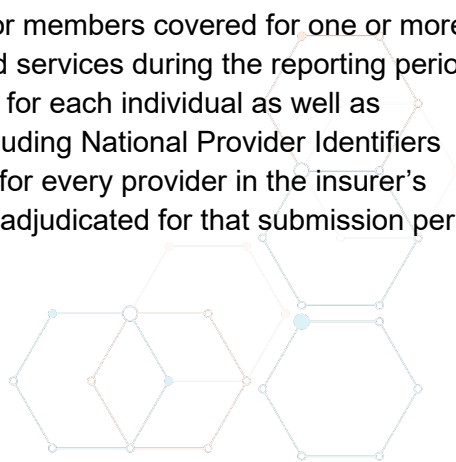 or members covered for one or more
d services during the reporting perio
for each individual as well as
uding National Provider Identifiers
for every provider in the insurer's
adjudicated for that submission per